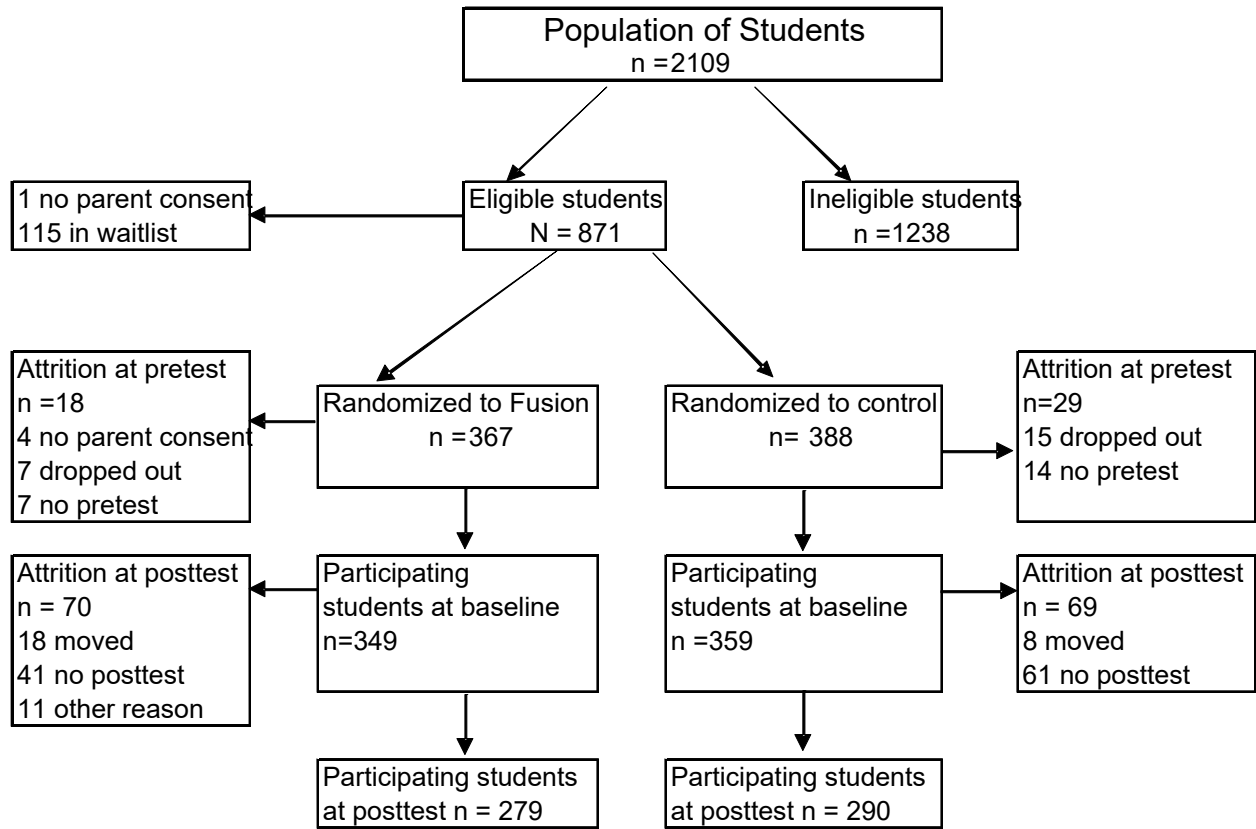 Population of Students
n =2109
1 no parent consent
115 in waitlist
Eligible students
N = 871
Ineligible students
n =1238
Attrition at pretest
n =18
4 no parent consent
7 dropped out
7 no pretest
Randomized to Fusion
n =367
Randomized to control
n= 388
Attrition at pretest
n=29
15 dropped out
14 no pretest
Attrition at posttest
n = 70
18 moved
41 no posttest
11 other reason
Participating
students at baseline
n=349
Participating
students at baseline
n =359
Attrition at posttest
n = 69
8 moved
61 no posttest
Participating students
at posttest n = 279
Participating students
at posttest n = 290